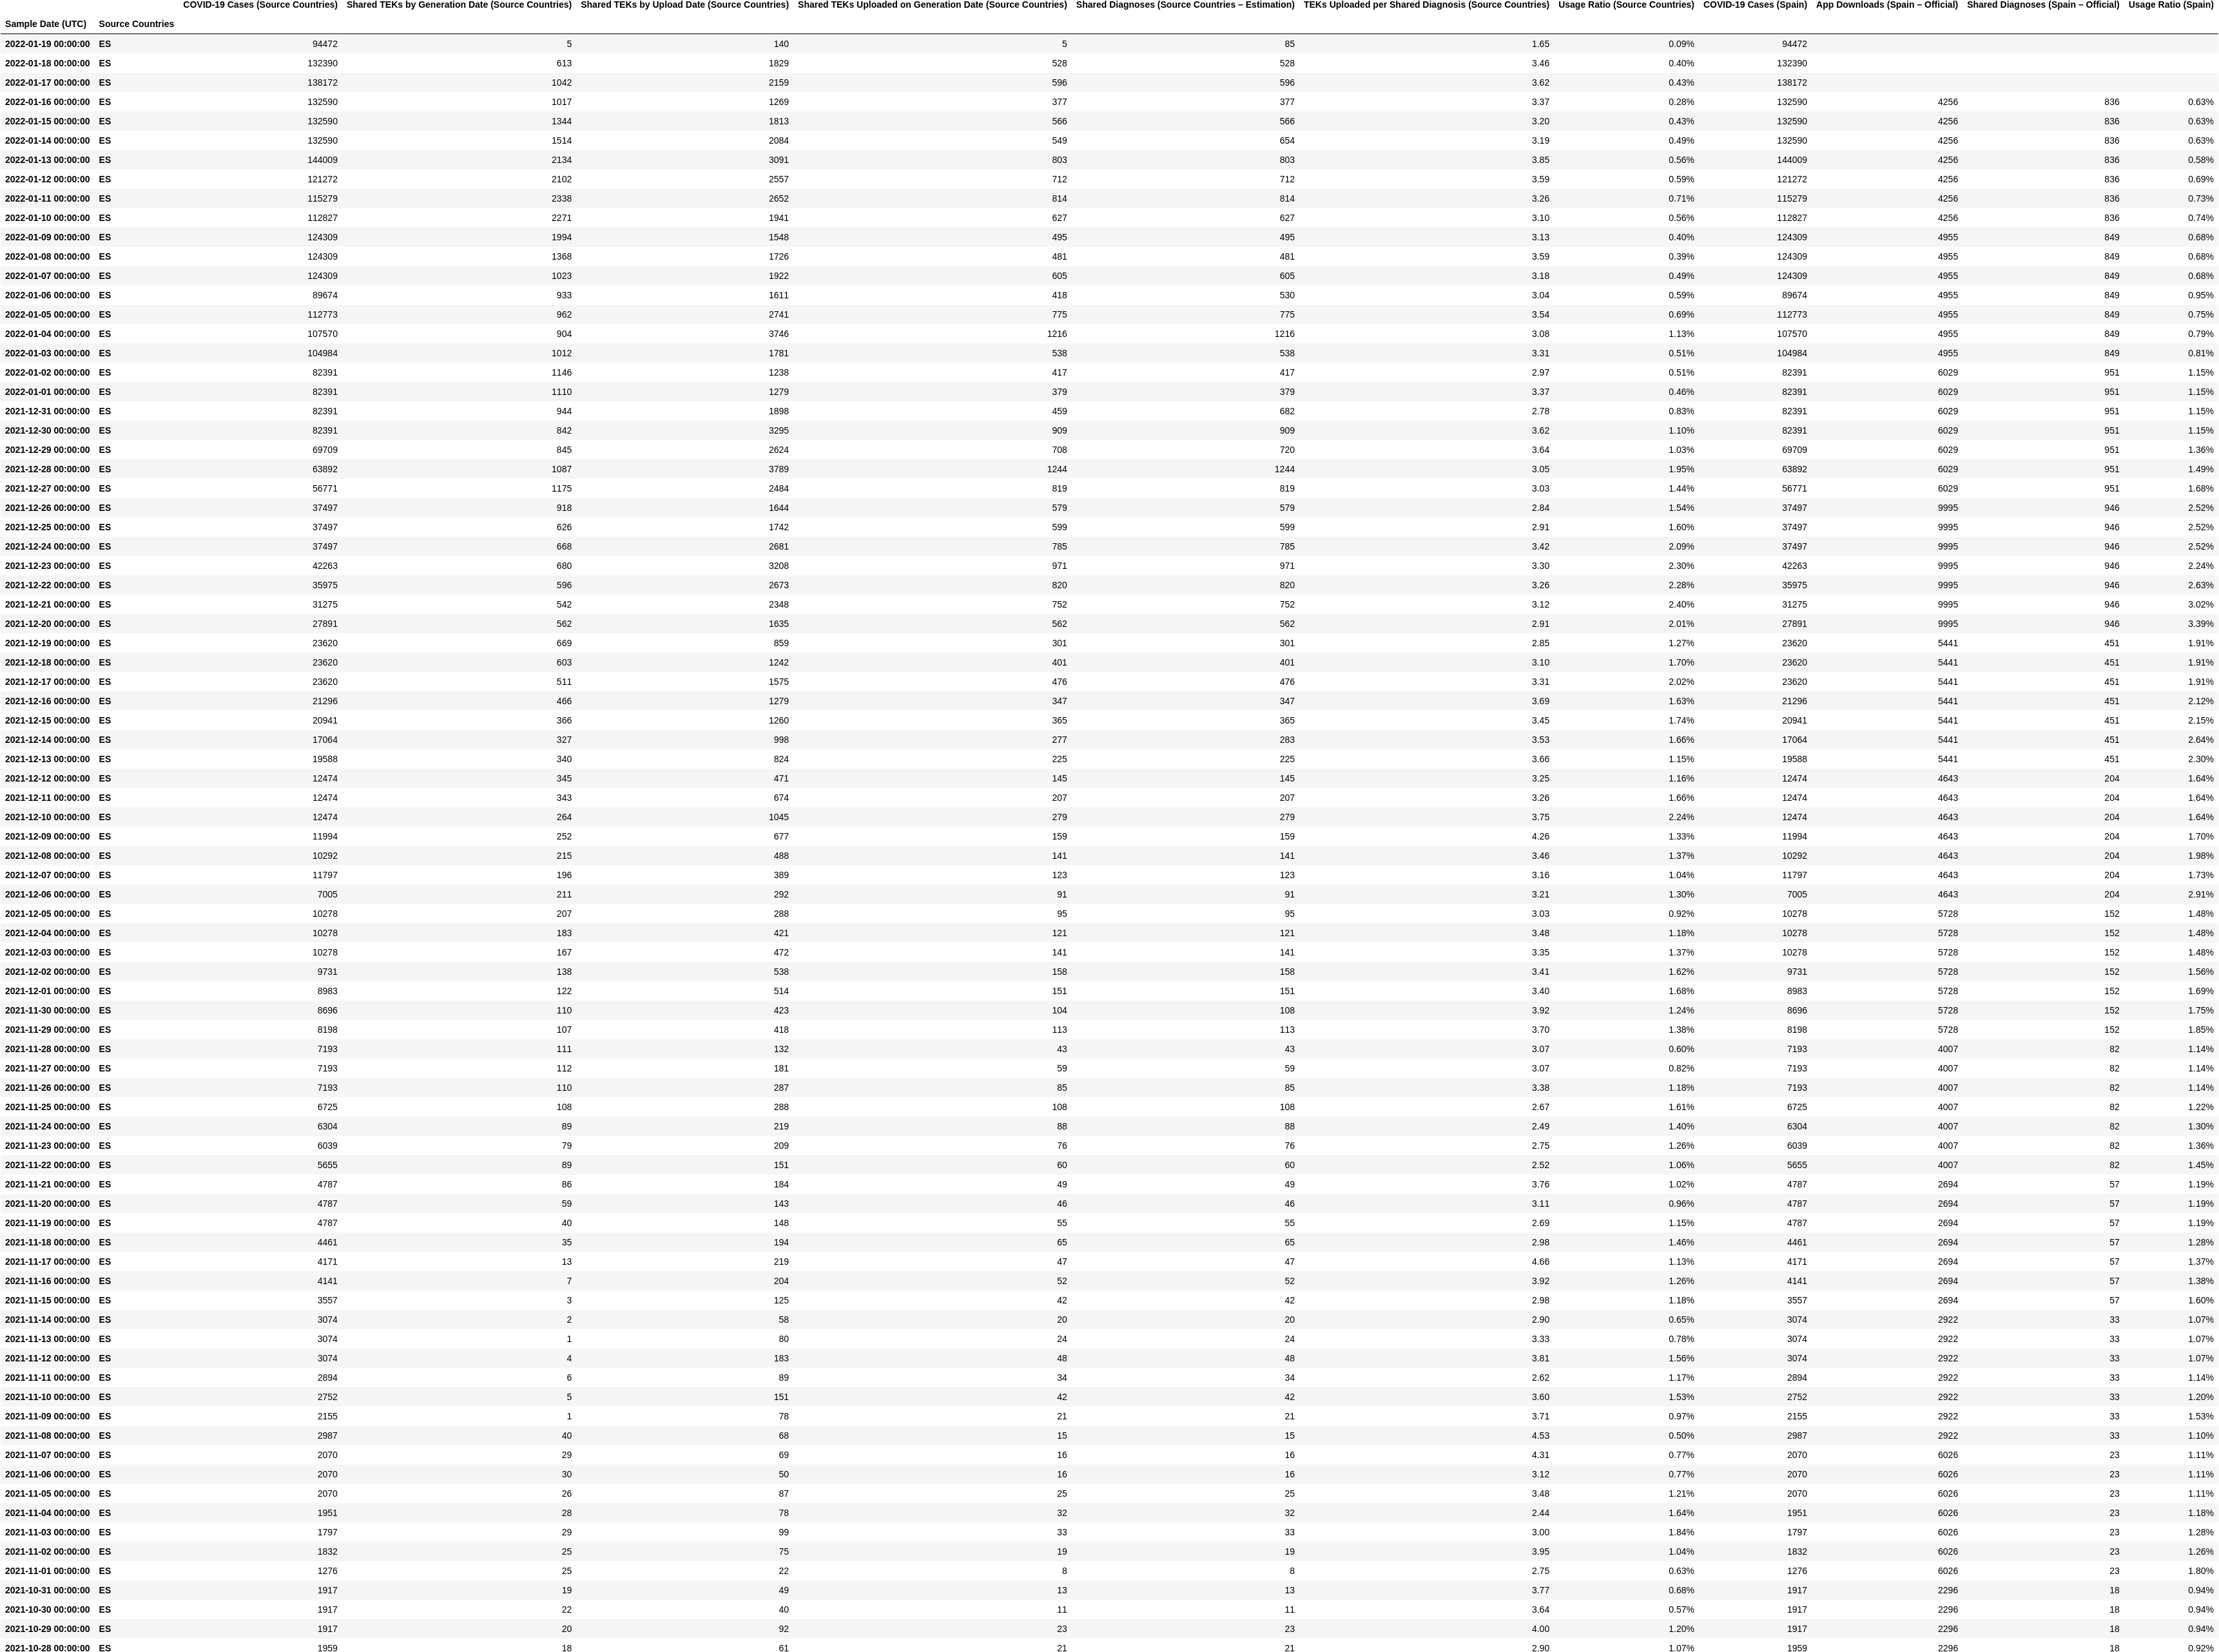 COVID-19 Cases (Source Countries) Shared TEKs by Generation Date (Source Countries) Shared TEKs by Upload Date (Source Countries) Shared TEKs Uploaded on Generation Date (Source Countries) Shared Diagnoses (Source Countries – Estimation) TEKs Uploaded per Shared Diagnosis (Source Countries) Usage Ratio (Source Countries) COVID-19 Cases (Spain) App Downloads (Spain – Official) Shared Diagnoses (Spain – Official) Usage Ratio (Spain)
Sample Date (UTC) Source Countries
2022-01-19 00:00:00 ES 94472 5 140 5 85 1.65 0.09% 94472
2022-01-18 00:00:00 ES 132390 613 1829 528 528 3.46 0.40% 132390
2022-01-17 00:00:00 ES 138172 1042 2159 596 596 3.62 0.43% 138172
2022-01-16 00:00:00 ES 132590 1017 1269 377 377 3.37 0.28% 132590 4256 836 0.63%
2022-01-15 00:00:00 ES 132590 1344 1813 566 566 3.20 0.43% 132590 4256 836 0.63%
2022-01-14 00:00:00 ES 132590 1514 2084 549 654 3.19 0.49% 132590 4256 836 0.63%
2022-01-13 00:00:00 ES 144009 2134 3091 803 803 3.85 0.56% 144009 4256 836 0.58%
2022-01-12 00:00:00 ES 121272 2102 2557 712 712 3.59 0.59% 121272 4256 836 0.69%
2022-01-11 00:00:00 ES 115279 2338 2652 814 814 3.26 0.71% 115279 4256 836 0.73%
2022-01-10 00:00:00 ES 112827 2271 1941 627 627 3.10 0.56% 112827 4256 836 0.74%
2022-01-09 00:00:00 ES 124309 1994 1548 495 495 3.13 0.40% 124309 4955 849 0.68%
2022-01-08 00:00:00 ES 124309 1368 1726 481 481 3.59 0.39% 124309 4955 849 0.68%
2022-01-07 00:00:00 ES 124309 1023 1922 605 605 3.18 0.49% 124309 4955 849 0.68%
2022-01-06 00:00:00 ES 89674 933 1611 418 530 3.04 0.59% 89674 4955 849 0.95%
2022-01-05 00:00:00 ES 112773 962 2741 775 775 3.54 0.69% 112773 4955 849 0.75%
2022-01-04 00:00:00 ES 107570 904 3746 1216 1216 3.08 1.13% 107570 4955 849 0.79%
2022-01-03 00:00:00 ES 104984 1012 1781 538 538 3.31 0.51% 104984 4955 849 0.81%
2022-01-02 00:00:00 ES 82391 1146 1238 417 417 2.97 0.51% 82391 6029 951 1.15%
2022-01-01 00:00:00 ES 82391 1110 1279 379 379 3.37 0.46% 82391 6029 951 1.15%
2021-12-31 00:00:00 ES 82391 944 1898 459 682 2.78 0.83% 82391 6029 951 1.15%
2021-12-30 00:00:00 ES 82391 842 3295 909 909 3.62 1.10% 82391 6029 951 1.15%
2021-12-29 00:00:00 ES 69709 845 2624 708 720 3.64 1.03% 69709 6029 951 1.36%
2021-12-28 00:00:00 ES 63892 1087 3789 1244 1244 3.05 1.95% 63892 6029 951 1.49%
2021-12-27 00:00:00 ES 56771 1175 2484 819 819 3.03 1.44% 56771 6029 951 1.68%
2021-12-26 00:00:00 ES 37497 918 1644 579 579 2.84 1.54% 37497 9995 946 2.52%
2021-12-25 00:00:00 ES 37497 626 1742 599 599 2.91 1.60% 37497 9995 946 2.52%
2021-12-24 00:00:00 ES 37497 668 2681 785 785 3.42 2.09% 37497 9995 946 2.52%
2021-12-23 00:00:00 ES 42263 680 3208 971 971 3.30 2.30% 42263 9995 946 2.24%
2021-12-22 00:00:00 ES 35975 596 2673 820 820 3.26 2.28% 35975 9995 946 2.63%
2021-12-21 00:00:00 ES 31275 542 2348 752 752 3.12 2.40% 31275 9995 946 3.02%
2021-12-20 00:00:00 ES 27891 562 1635 562 562 2.91 2.01% 27891 9995 946 3.39%
2021-12-19 00:00:00 ES 23620 669 859 301 301 2.85 1.27% 23620 5441 451 1.91%
2021-12-18 00:00:00 ES 23620 603 1242 401 401 3.10 1.70% 23620 5441 451 1.91%
2021-12-17 00:00:00 ES 23620 511 1575 476 476 3.31 2.02% 23620 5441 451 1.91%
2021-12-16 00:00:00 ES 21296 466 1279 347 347 3.69 1.63% 21296 5441 451 2.12%
2021-12-15 00:00:00 ES 20941 366 1260 365 365 3.45 1.74% 20941 5441 451 2.15%
2021-12-14 00:00:00 ES 17064 327 998 277 283 3.53 1.66% 17064 5441 451 2.64%
2021-12-13 00:00:00 ES 19588 340 824 225 225 3.66 1.15% 19588 5441 451 2.30%
2021-12-12 00:00:00 ES 12474 345 471 145 145 3.25 1.16% 12474 4643 204 1.64%
2021-12-11 00:00:00 ES 12474 343 674 207 207 3.26 1.66% 12474 4643 204 1.64%
2021-12-10 00:00:00 ES 12474 264 1045 279 279 3.75 2.24% 12474 4643 204 1.64%
2021-12-09 00:00:00 ES 11994 252 677 159 159 4.26 1.33% 11994 4643 204 1.70%
2021-12-08 00:00:00 ES 10292 215 488 141 141 3.46 1.37% 10292 4643 204 1.98%
2021-12-07 00:00:00 ES 11797 196 389 123 123 3.16 1.04% 11797 4643 204 1.73%
2021-12-06 00:00:00 ES 7005 211 292 91 91 3.21 1.30% 7005 4643 204 2.91%
2021-12-05 00:00:00 ES 10278 207 288 95 95 3.03 0.92% 10278 5728 152 1.48%
2021-12-04 00:00:00 ES 10278 183 421 121 121 3.48 1.18% 10278 5728 152 1.48%
2021-12-03 00:00:00 ES 10278 167 472 141 141 3.35 1.37% 10278 5728 152 1.48%
2021-12-02 00:00:00 ES 9731 138 538 158 158 3.41 1.62% 9731 5728 152 1.56%
2021-12-01 00:00:00 ES 8983 122 514 151 151 3.40 1.68% 8983 5728 152 1.69%
2021-11-30 00:00:00 ES 8696 110 423 104 108 3.92 1.24% 8696 5728 152 1.75%
2021-11-29 00:00:00 ES 8198 107 418 113 113 3.70 1.38% 8198 5728 152 1.85%
2021-11-28 00:00:00 ES 7193 111 132 43 43 3.07 0.60% 7193 4007 82 1.14%
2021-11-27 00:00:00 ES 7193 112 181 59 59 3.07 0.82% 7193 4007 82 1.14%
2021-11-26 00:00:00 ES 7193 110 287 85 85 3.38 1.18% 7193 4007 82 1.14%
2021-11-25 00:00:00 ES 6725 108 288 108 108 2.67 1.61% 6725 4007 82 1.22%
2021-11-24 00:00:00 ES 6304 89 219 88 88 2.49 1.40% 6304 4007 82 1.30%
2021-11-23 00:00:00 ES 6039 79 209 76 76 2.75 1.26% 6039 4007 82 1.36%
2021-11-22 00:00:00 ES 5655 89 151 60 60 2.52 1.06% 5655 4007 82 1.45%
2021-11-21 00:00:00 ES 4787 86 184 49 49 3.76 1.02% 4787 2694 57 1.19%
2021-11-20 00:00:00 ES 4787 59 143 46 46 3.11 0.96% 4787 2694 57 1.19%
2021-11-19 00:00:00 ES 4787 40 148 55 55 2.69 1.15% 4787 2694 57 1.19%
2021-11-18 00:00:00 ES 4461 35 194 65 65 2.98 1.46% 4461 2694 57 1.28%
2021-11-17 00:00:00 ES 4171 13 219 47 47 4.66 1.13% 4171 2694 57 1.37%
2021-11-16 00:00:00 ES 4141 7 204 52 52 3.92 1.26% 4141 2694 57 1.38%
2021-11-15 00:00:00 ES 3557 3 125 42 42 2.98 1.18% 3557 2694 57 1.60%
2021-11-14 00:00:00 ES 3074 2 58 20 20 2.90 0.65% 3074 2922 33 1.07%
2021-11-13 00:00:00 ES 3074 1 80 24 24 3.33 0.78% 3074 2922 33 1.07%
2021-11-12 00:00:00 ES 3074 4 183 48 48 3.81 1.56% 3074 2922 33 1.07%
2021-11-11 00:00:00 ES 2894 6 89 34 34 2.62 1.17% 2894 2922 33 1.14%
2021-11-10 00:00:00 ES 2752 5 151 42 42 3.60 1.53% 2752 2922 33 1.20%
2021-11-09 00:00:00 ES 2155 1 78 21 21 3.71 0.97% 2155 2922 33 1.53%
2021-11-08 00:00:00 ES 2987 40 68 15 15 4.53 0.50% 2987 2922 33 1.10%
2021-11-07 00:00:00 ES 2070 29 69 16 16 4.31 0.77% 2070 6026 23 1.11%
2021-11-06 00:00:00 ES 2070 30 50 16 16 3.12 0.77% 2070 6026 23 1.11%
2021-11-05 00:00:00 ES 2070 26 87 25 25 3.48 1.21% 2070 6026 23 1.11%
2021-11-04 00:00:00 ES 1951 28 78 32 32 2.44 1.64% 1951 6026 23 1.18%
2021-11-03 00:00:00 ES 1797 29 99 33 33 3.00 1.84% 1797 6026 23 1.28%
2021-11-02 00:00:00 ES 1832 25 75 19 19 3.95 1.04% 1832 6026 23 1.26%
2021-11-01 00:00:00 ES 1276 25 22 8 8 2.75 0.63% 1276 6026 23 1.80%
2021-10-31 00:00:00 ES 1917 19 49 13 13 3.77 0.68% 1917 2296 18 0.94%
2021-10-30 00:00:00 ES 1917 22 40 11 11 3.64 0.57% 1917 2296 18 0.94%
2021-10-29 00:00:00 ES 1917 20 92 23 23 4.00 1.20% 1917 2296 18 0.94%
2021-10-28 00:00:00 ES 1959 18 61 21 21 2.90 1.07% 1959 2296 18 0.92%